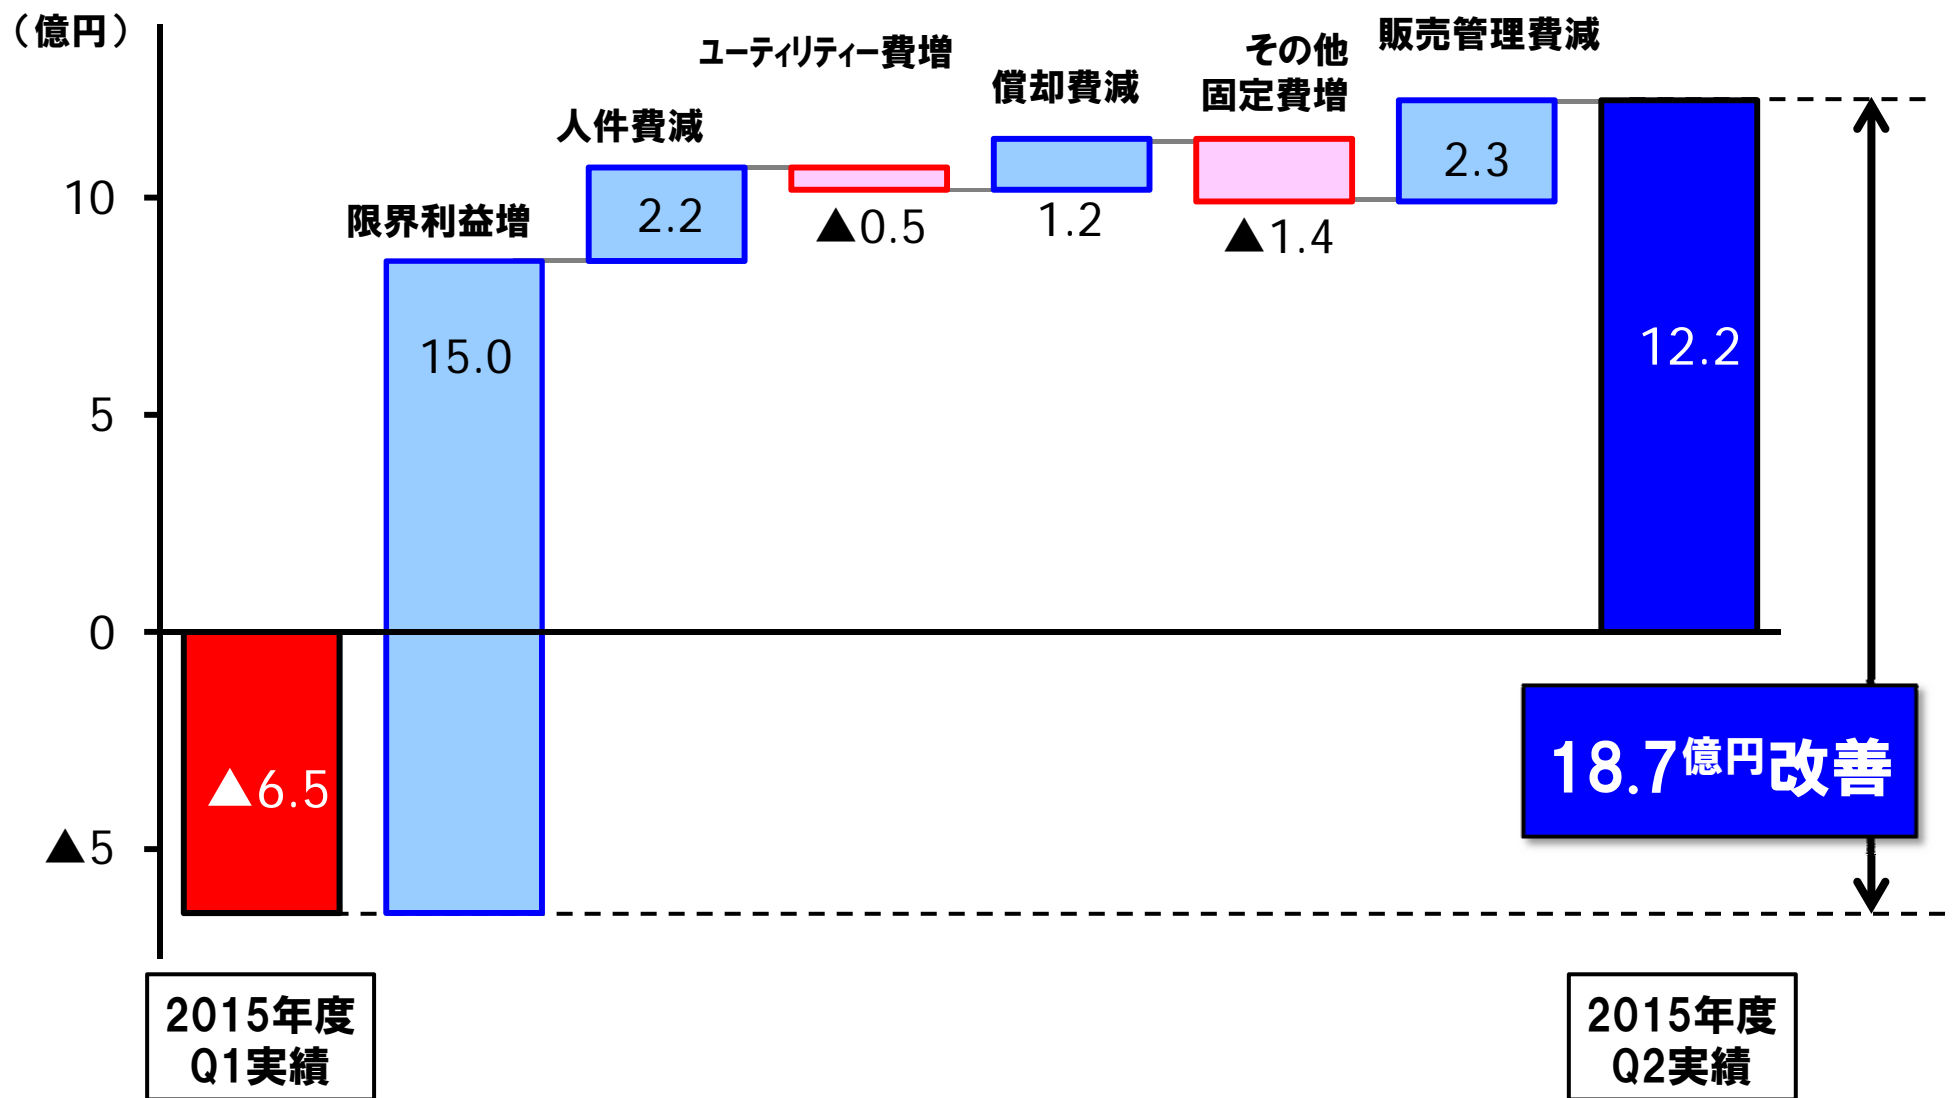 （億円）
ユーティリティー費増
その他
固定費増
販売管理費減
償却費減
人件費減
限界利益増
10
5
0
▲5
▲6.5
15.0
2.2
▲0.5
1.2
▲1.4
2.3
12.2
18.7億円改善
2015年度
Q1実績
2015年度
Q2実績